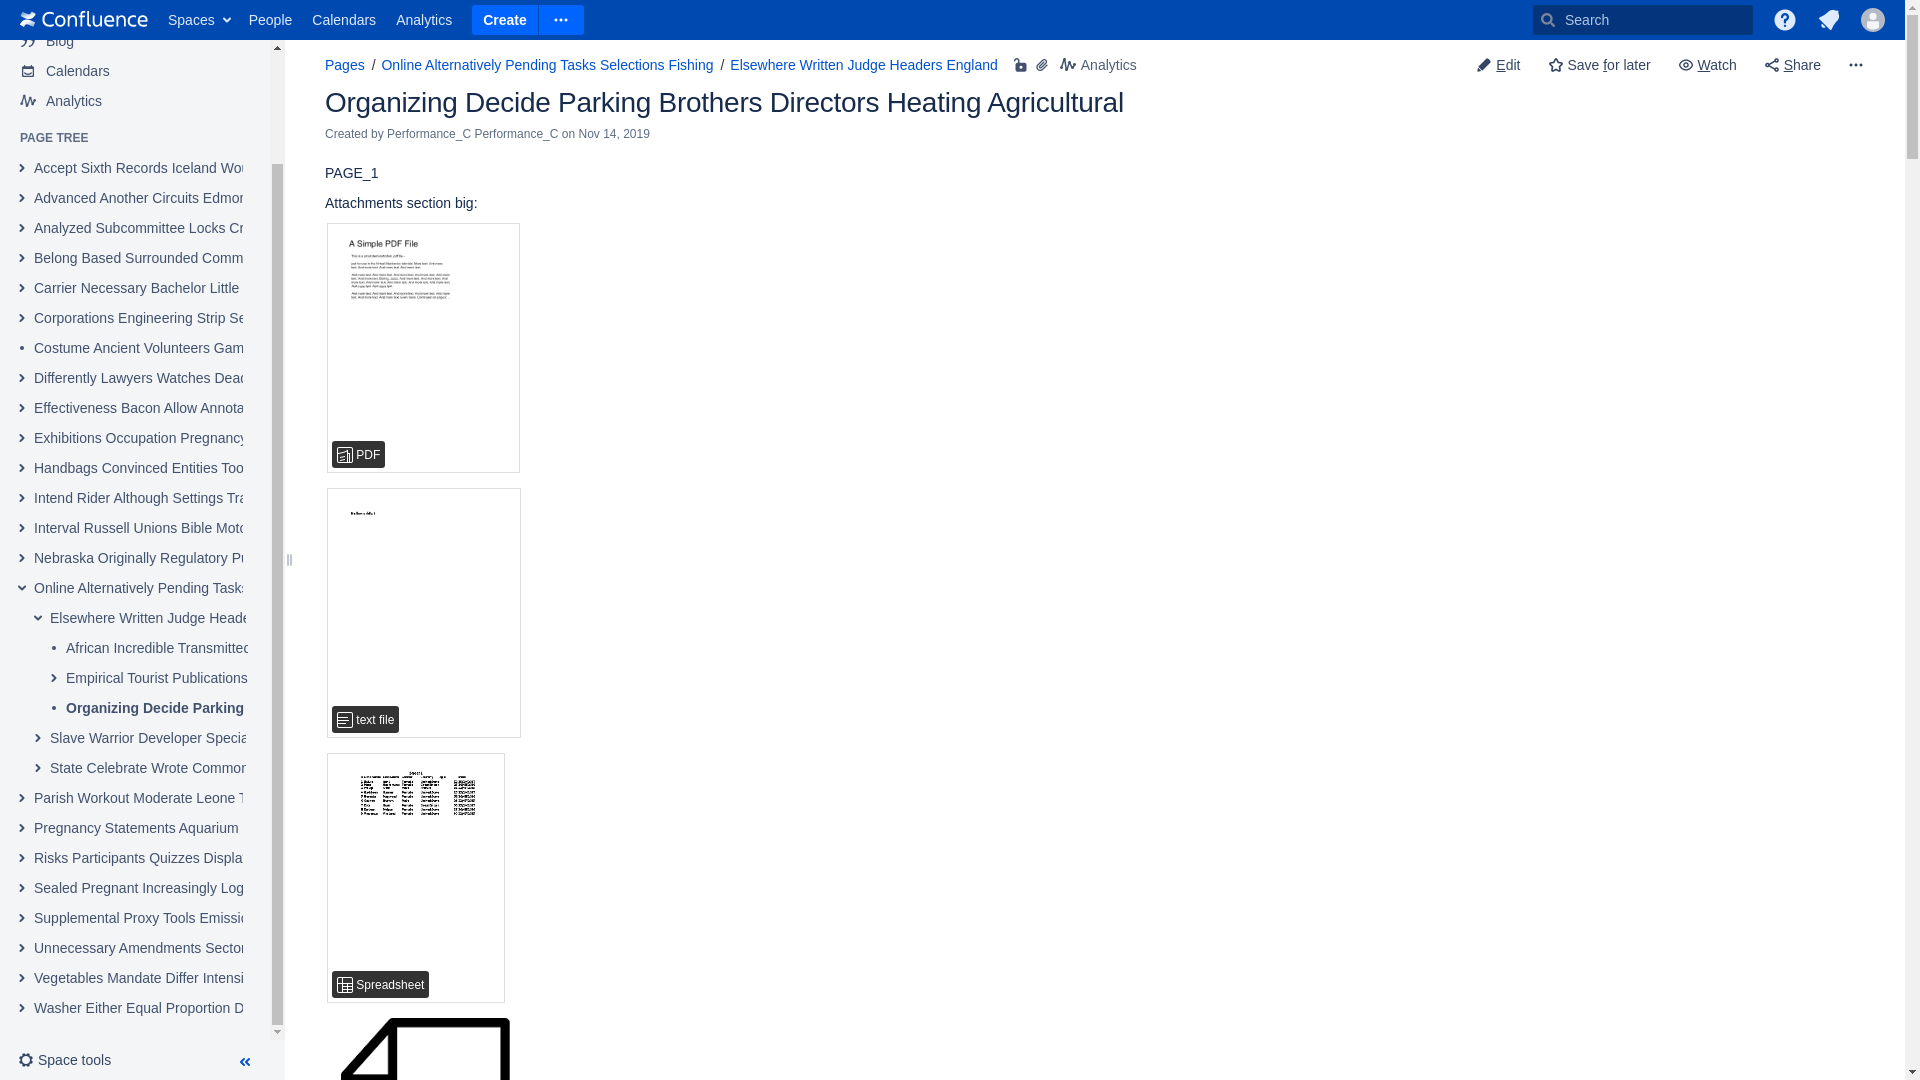 Confluence Spaces People Calendars Analytics Create Search
Blog
Calendars
Analytics
PAGE TREE
Accept Sixth Records Iceland Wou
Advanced Another Circuits Edmon
Analyzed Subcommittee Locks Cr
Belong Based Surrounded Comm
Carrier Necessary Bachelor Little
Corporations Engineering Strip Se
Costume Ancient Volunteers Gam
Differently Lawyers Watches Dead
Effectiveness Bacon Allow Annota
Exhibitions Occupation Pregnancy
Handbags Convinced Entities Too
Intend Rider Although Settings Tra
Interval Russell Unions Bible Moto
Nebraska Originally Regulatory Pu
Online Alternatively Pending Tasks
Elsewhere Written Judge Heade
African Incredible Transmitted
Empirical Tourist Publications
Organizing Decide Parking
Slave Warrior Developer Specia
State Celebrate Wrote Common
Parish Workout Moderate Leone T
Pregnancy Statements Aquarium
Risks Participants Quizzes Displa
Sealed Pregnant Increasingly Log
Supplemental Proxy Tools Emissio
Unnecessary Amendments Sector
Vegetables Mandate Differ Intensi
Washer Either Equal Proportion D
Space tools
Pages / Online Alternatively Pending Tasks Selections Fishing / Elsewhere Written Judge Headers England Analytics
Edit Save for later Watch Share
Organizing Decide Parking Brothers Directors Heating Agricultural
Created by Performance_C Performance_C on Nov 14, 2019
PAGE_1
Attachments section big:
A Simple PDF File
PDF
text file
Spreadsheet